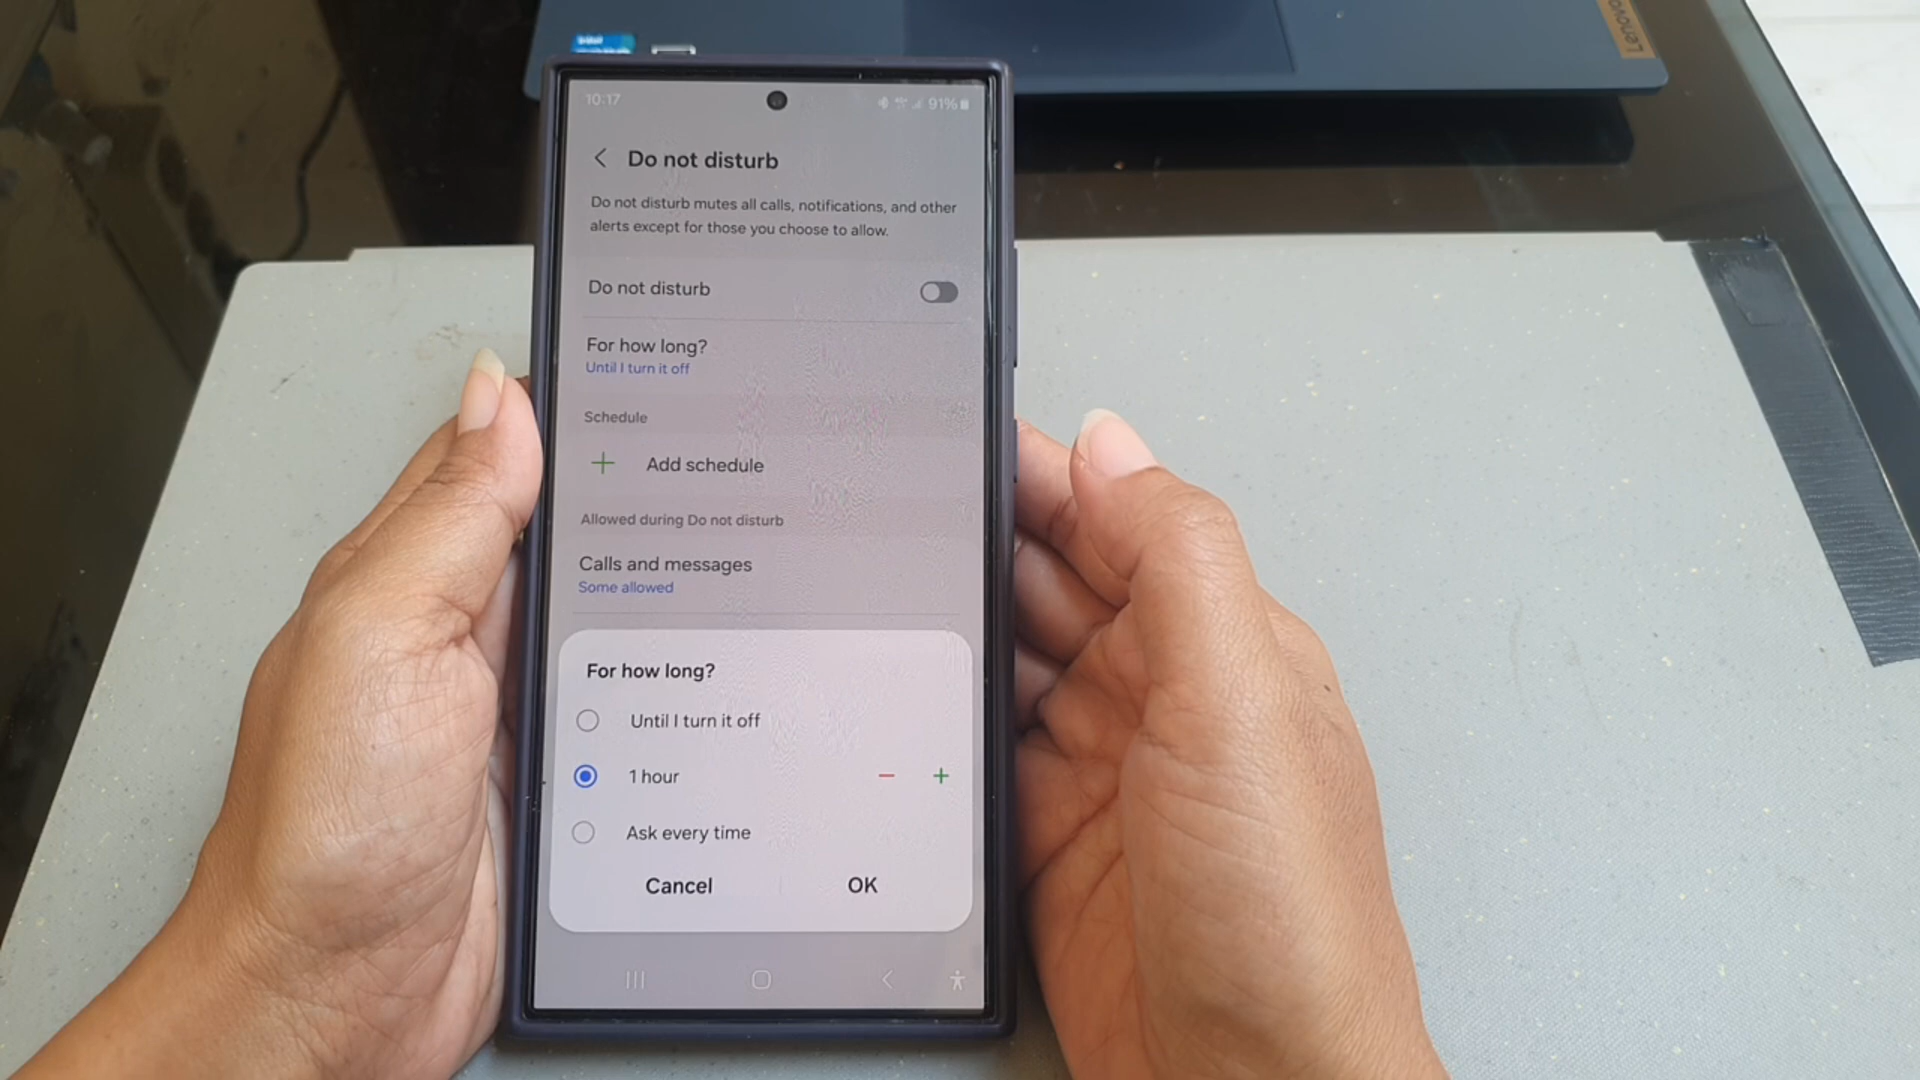 Lenovo
10:17
91%
Do not disturb
Do not disturb mutes all calls, notifications, and other
alerts except for those you choose to allow.
Do not disturb
For how long?
Until I turn it off
Schedule
Add schedule
Allowed during Do not disturb
Calls and messages
Some allowed
For how long?
Until I turn it off
1 hour
Ask every time
Cancel
OK